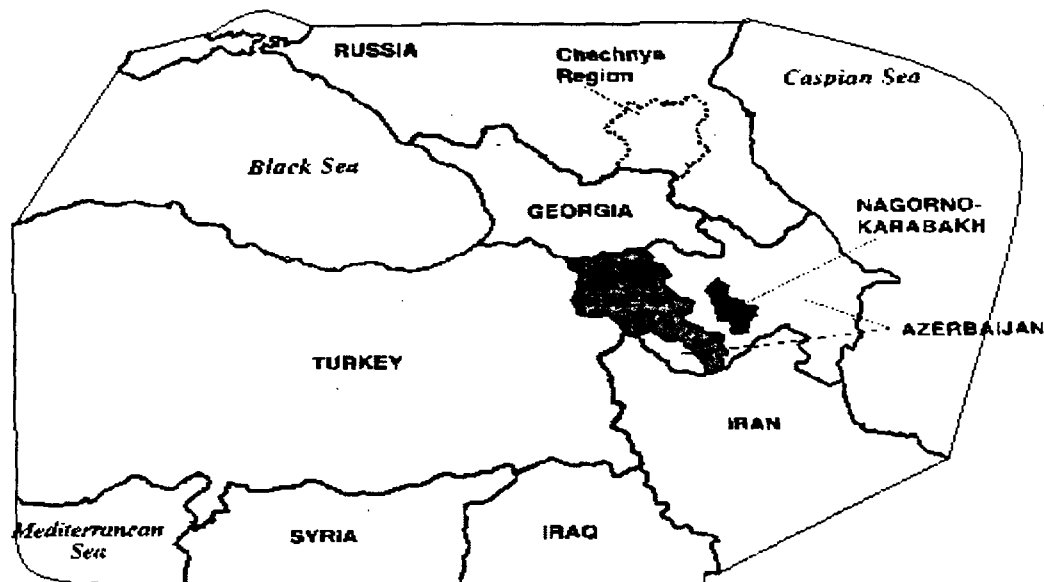 RUSSIA
Chechnya
Region
Caspian Sea
Black Sea
GEORGIA
NAGORNO-
KARABAKH
AZERBAIJAN
TURKEY
IRAN
Mediterranean
Sea
SYRIA
IRAQ